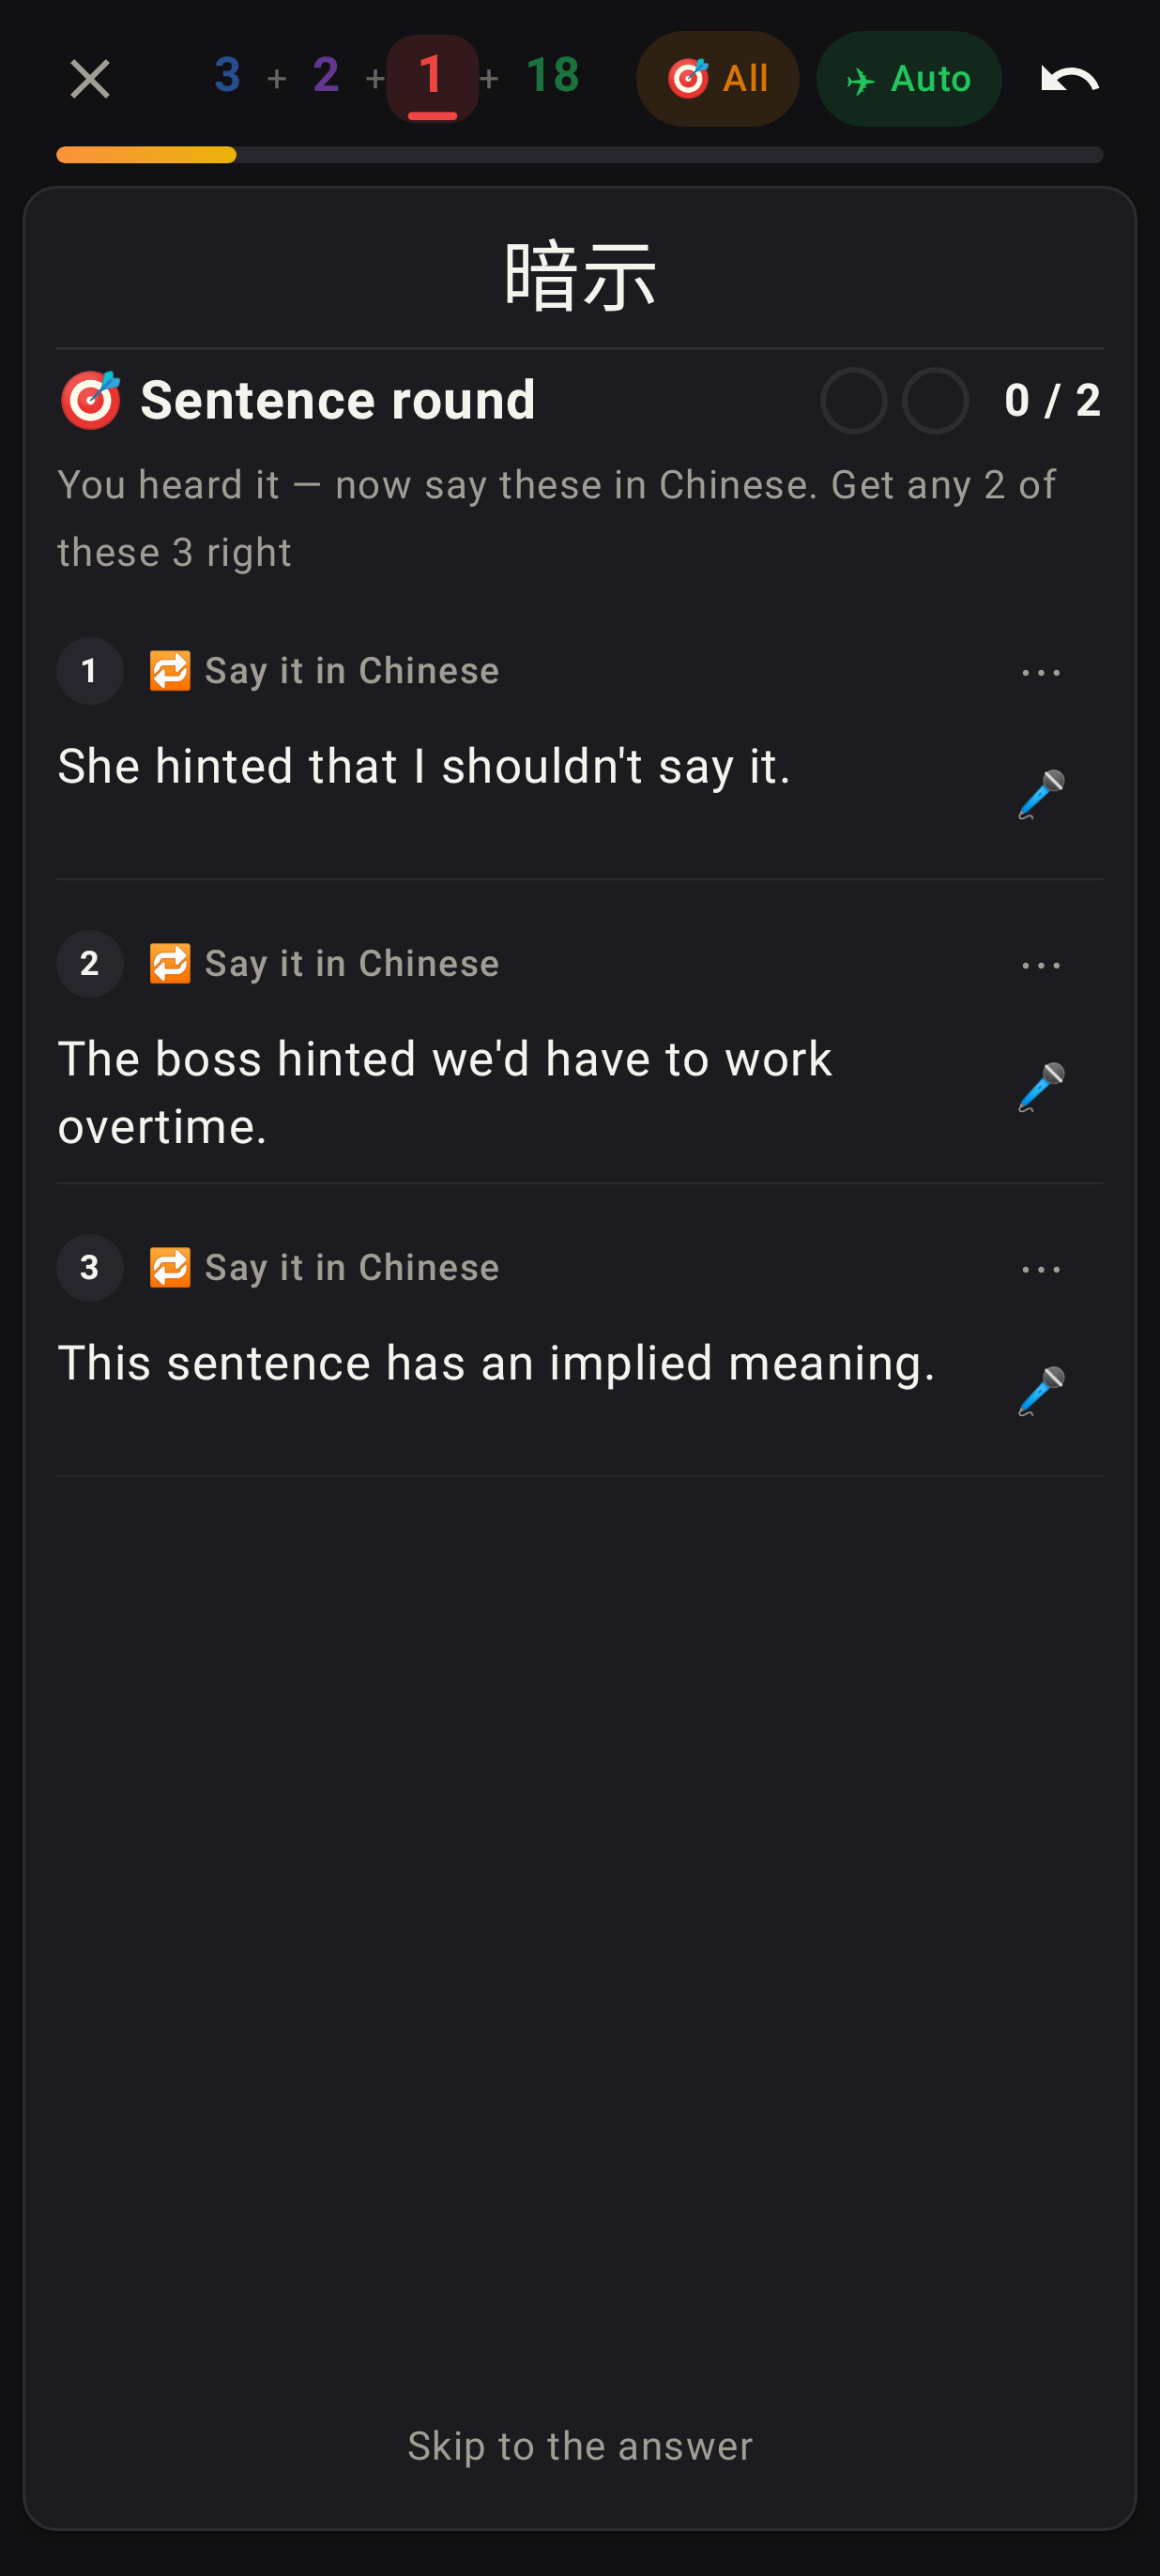 3 + 2 + 1 + 18 All Auto
暗示
Sentence round 0 / 2
You heard it — now say these in Chinese. Get any 2 of
these 3 right
1 Say it in Chinese ...
She hinted that I shouldn't say it.
2 Say it in Chinese ...
The boss hinted we'd have to work
overtime.
3 Say it in Chinese ...
This sentence has an implied meaning.
Skip to the answer